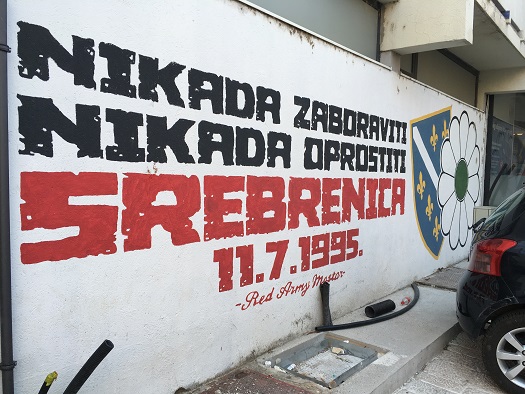 NIKADA ZABORAVITI
NIKADA OPROSTITI
SREBRENICA
11.7.1995.
-Red Army Mostar-